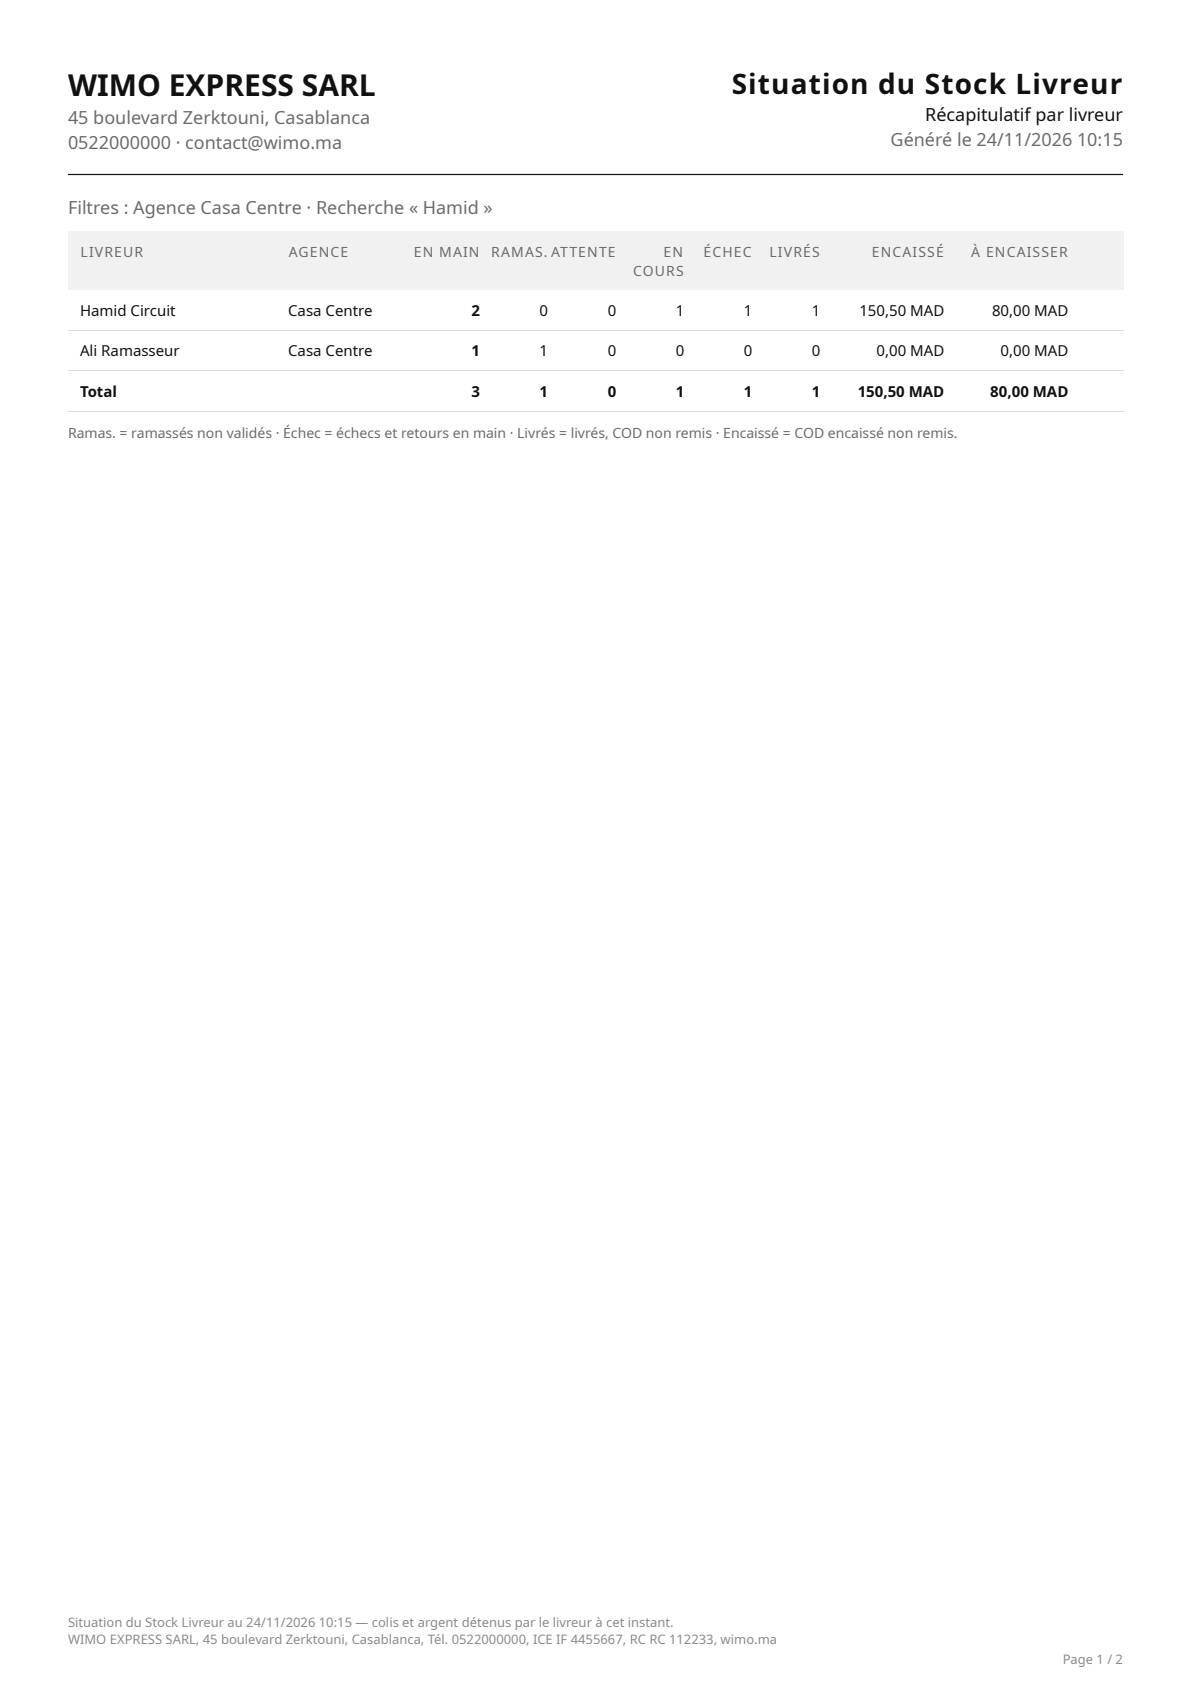 WIMO EXPRESS SARL
45 boulevard Zerktouni, Casablanca
0522000000 · contact@wimo.ma
Situation du Stock Livreur
Récapitulatif par livreur
Généré le 24/11/2026 10:15
Filtres : Agence Casa Centre · Recherche « Hamid »
LIVREUR AGENCE EN MAIN RAMAS. ATTENTE EN COURS ÉCHEC LIVRÉS ENCAISSÉ À ENCAISSER
Hamid Circuit Casa Centre 2 0 0 1 1 1 150,50 MAD 80,00 MAD
Ali Ramasseur Casa Centre 1 1 0 0 0 0 0,00 MAD 0,00 MAD
Total 3 1 0 1 1 1 150,50 MAD 80,00 MAD
Ramas. = ramassés non validés · Échec = échecs et retours en main · Livrés = livrés, COD non remis · Encaissé = COD encaissé non remis.
Situation du Stock Livreur au 24/11/2026 10:15 — colis et argent détenus par le livreur à cet instant.
WIMO EXPRESS SARL, 45 boulevard Zerktouni, Casablanca, Tél. 0522000000, ICE IF 4455667, RC RC 112233, wimo.ma
Page 1 / 2